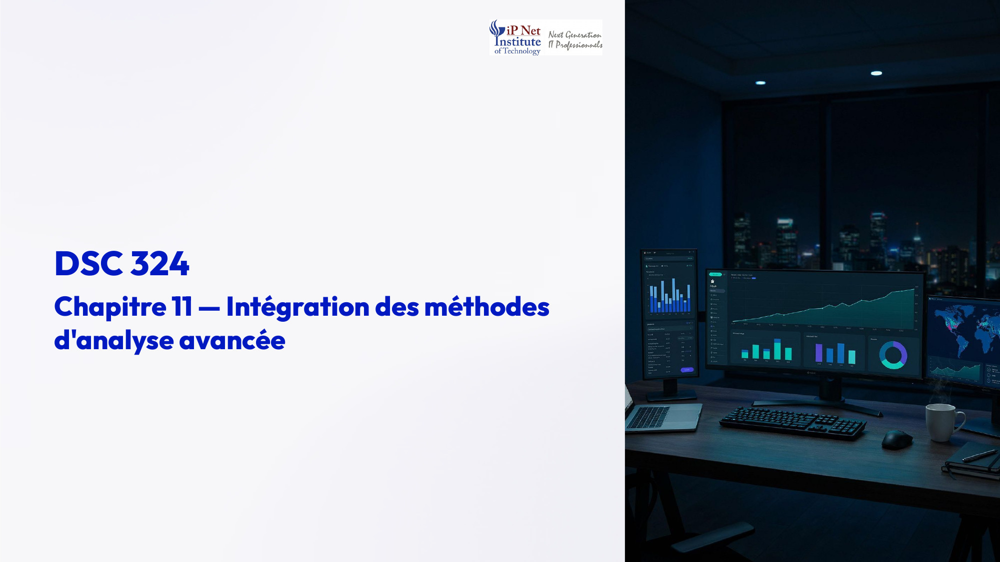 iP Net
Institute
of Technology
Next Generation
IT Professionnels
DSC 324
Chapitre 11 — Intégration des méthodes
d'analyse avancée